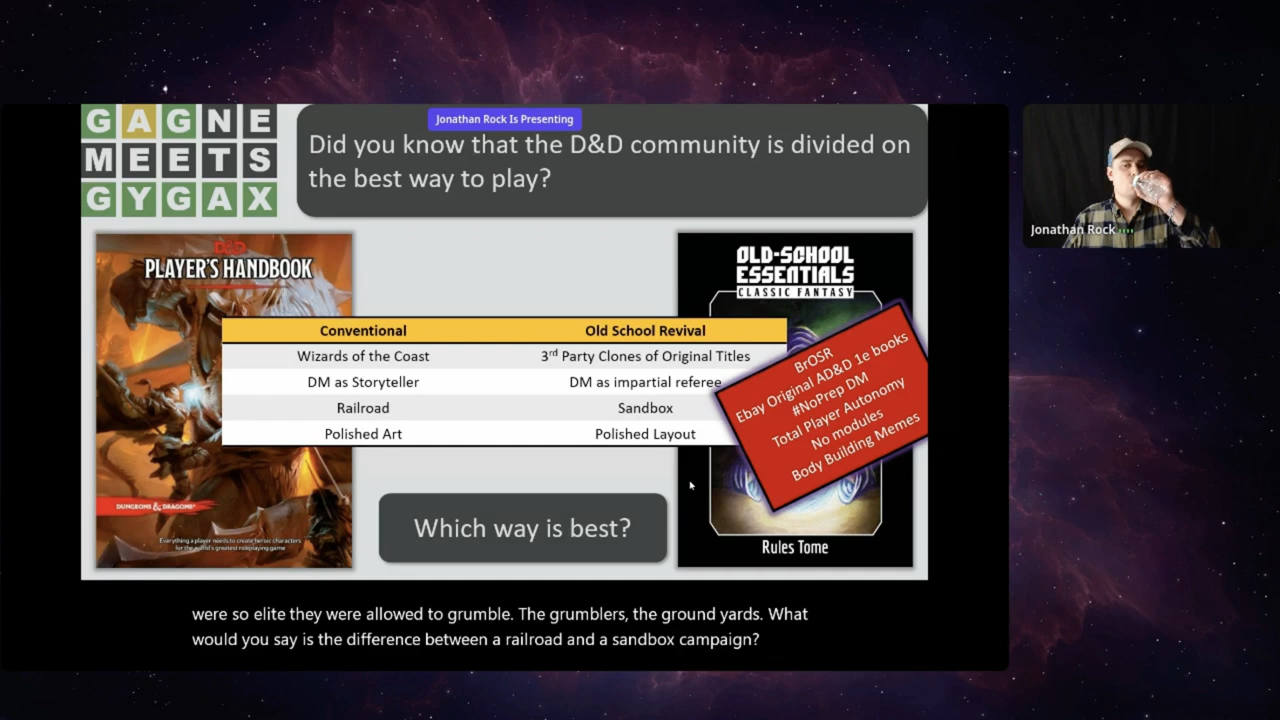 GAGNE
MEETS
GYGAX
Jonathan Rock Is Presenting
Did you know that the D&D community is divided on
the best way to play?
D&D
PLAYER'S HANDBOOK
DUNGEONS & DRAGONS®
Everything a player needs to create heroic characters
for the world's greatest roleplaying game
OLD-SCHOOL
ESSENTIALS
CLASSIC FANTASY
Rules Tome
Conventional Old School Revival
Wizards of the Coast 3rd Party Clones of Original Titles
DM as Storyteller DM as impartial referee
Railroad Sandbox
Polished Art Polished Layout
BrOSR
Ebay Original AD&D 1e books
#NoPrep DM
Total Player Autonomy
No modules
Body Building Memes
Which way is best?
Jonathan Rock
were so elite they were allowed to grumble. The grumblers, the ground yards. What
would you say is the difference between a railroad and a sandbox campaign?